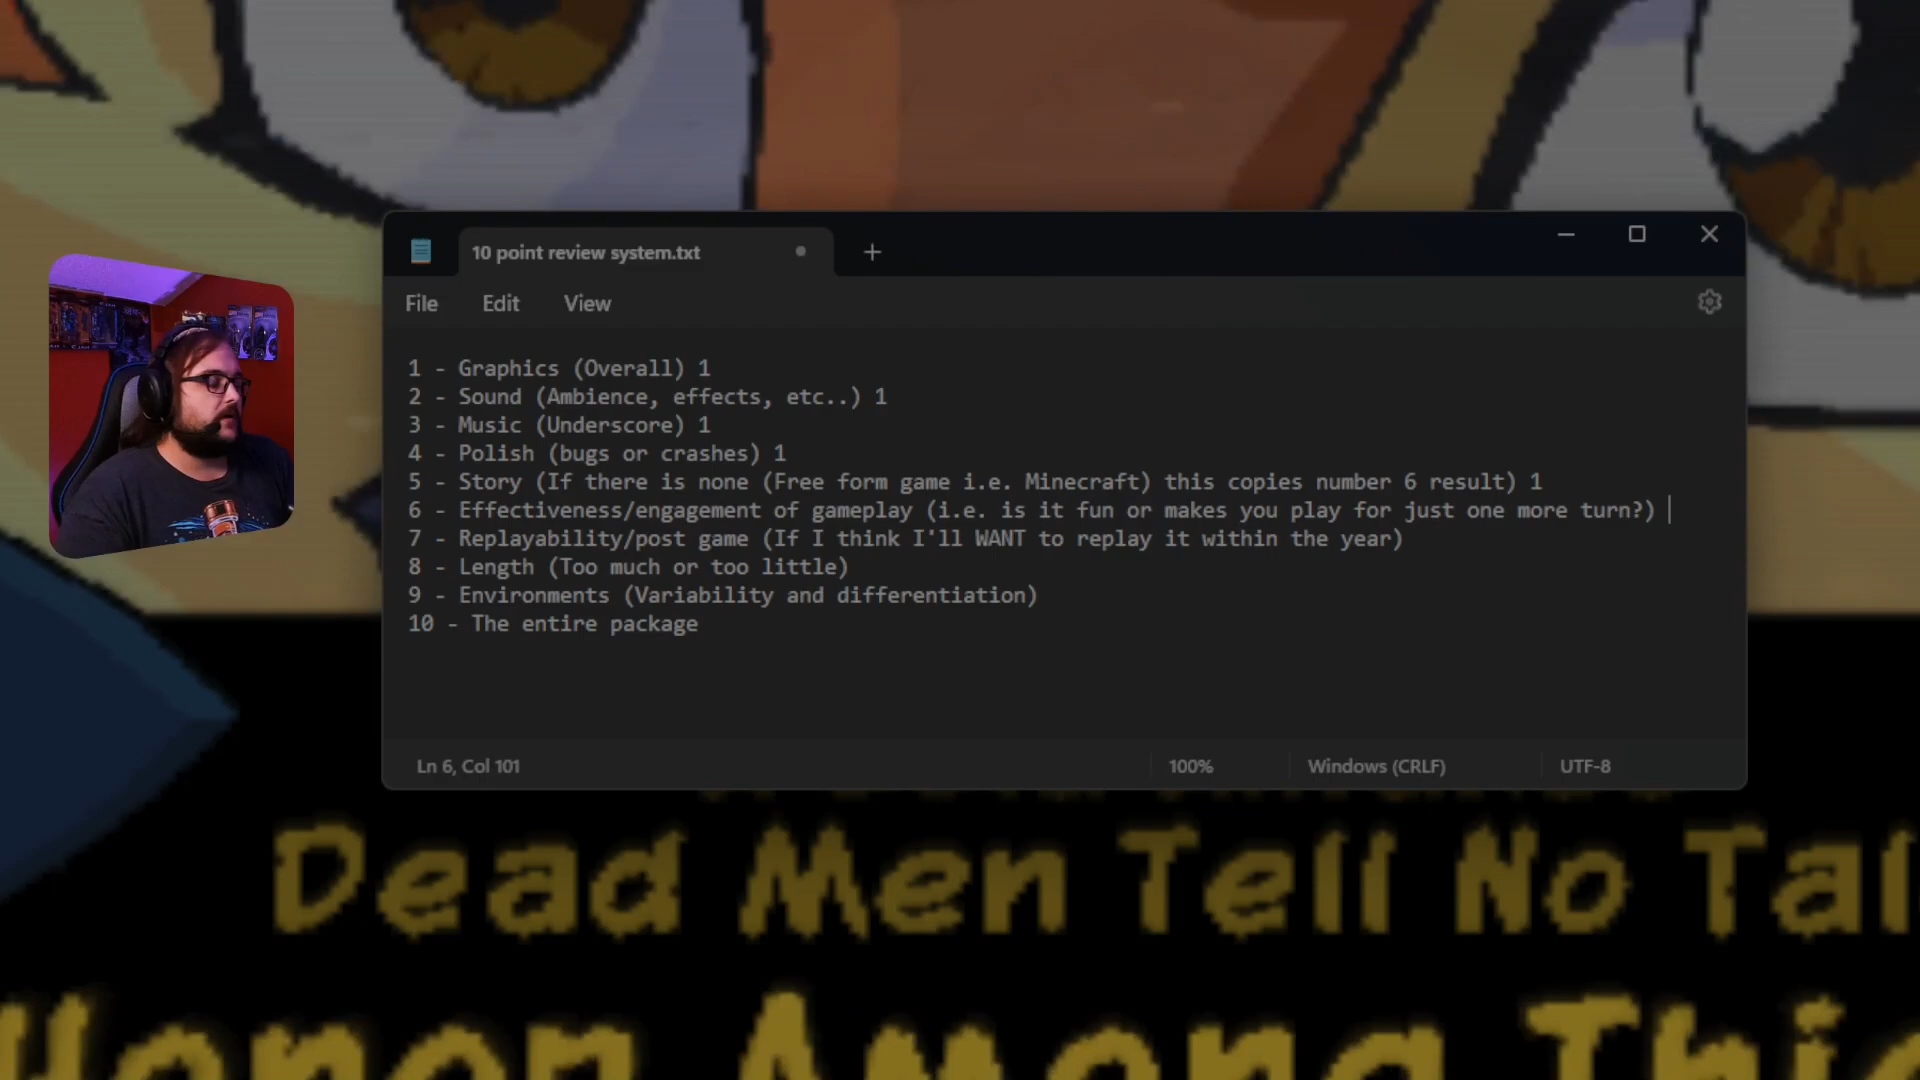 10 point review system.txt
File Edit View
1 - Graphics (Overall) 1
2 - Sound (Ambience, effects, etc..) 1
3 - Music (Underscore) 1
4 - Polish (bugs or crashes) 1
5 - Story (If there is none (Free form game i.e. Minecraft) this copies number 6 result) 1
6 - Effectiveness/engagement of gameplay (i.e. is it fun or makes you play for just one more turn?)
7 - Replayability/post game (If I think I'll WANT to replay it within the year)
8 - Length (Too much or too little)
9 - Environments (Variability and differentiation)
10 - The entire package
Ln 6, Col 101 100% Windows (CRLF) UTF-8
Dead Men Tell No Tal
Honor Among Thi